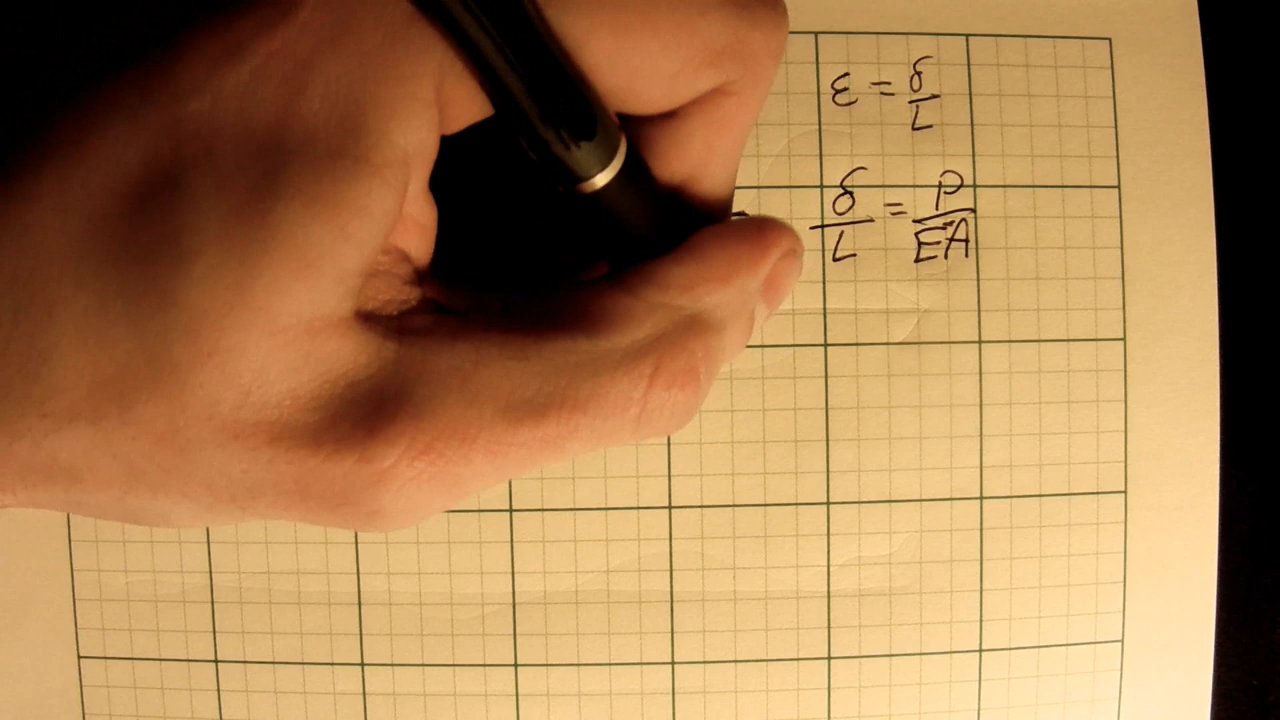 ε = δ/L
δ/L = P/EA